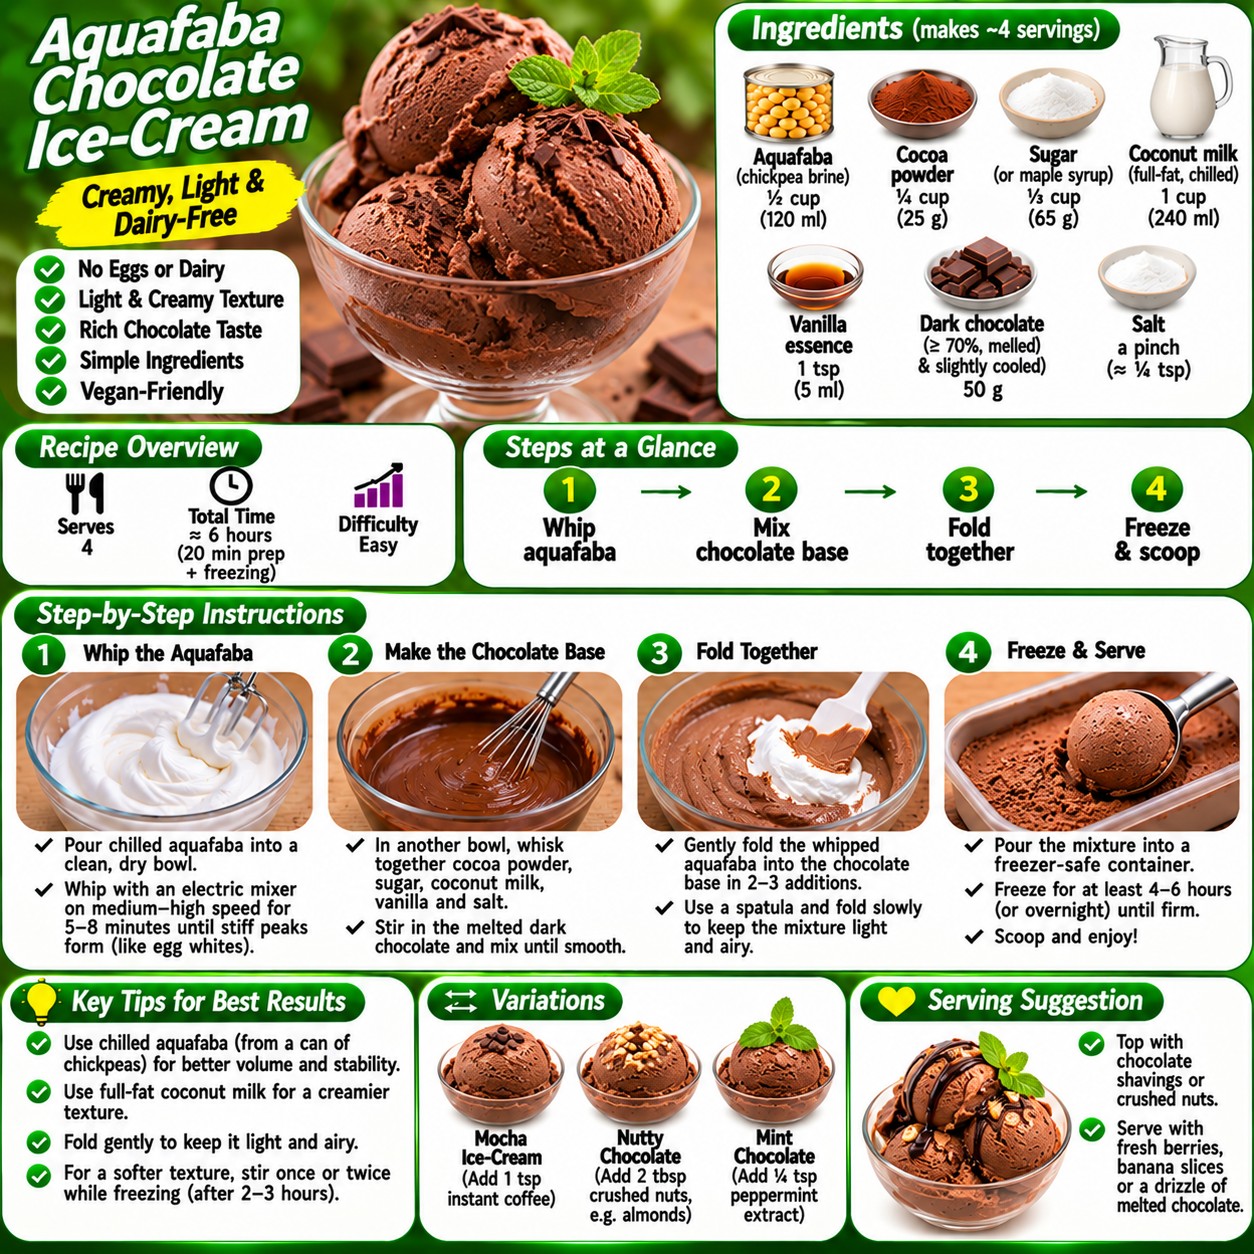 Aquafaba
Chocolate
Ice-Cream
Creamy, Light &
Dairy-Free
No Eggs or Dairy
Light & Creamy Texture
Rich Chocolate Taste
Simple Ingredients
Vegan-Friendly
Ingredients (makes ~4 servings)
Aquafaba
(chickpea brine)
½ cup
(120 ml)
Cocoa
powder
¼ cup
(25 g)
Sugar
(or maple syrup)
⅓ cup
(65 g)
Coconut milk
(full-fat, chilled)
1 cup
(240 ml)
Vanilla
essence
1 tsp
(5 ml)
Dark chocolate
(≥ 70%, melled)
& slightly cooled)
50 g
Salt
a pinch
(≈ ¼ tsp)
Recipe Overview
Serves
4
Total Time
≈ 6 hours
(20 min prep
+ freezing)
Difficulty
Easy
Steps at a Glance
1
Whip
aquafaba
2
Mix
chocolate base
3
Fold
together
4
Freeze
& scoop
Step-by-Step Instructions
1 Whip the Aquafaba
Pour chilled aquafaba into a
clean, dry bowl.
Whip with an electric mixer
on medium–high speed for
5–8 minutes until stiff peaks
form (like egg whites).
2 Make the Chocolate Base
In another bowl, whisk
together cocoa powder,
sugar, coconut milk,
vanilla and salt.
Stir in the melted dark
chocolate and mix until smooth.
3 Fold Together
Gently fold the whipped
aquafaba into the chocolate
base in 2–3 additions.
Use a spatula and fold slowly
to keep the mixture light
and airy.
4 Freeze & Serve
Pour the mixture into a
freezer-safe container.
Freeze for at least 4–6 hours
(or overnight) until firm.
Scoop and enjoy!
Key Tips for Best Results
Use chilled aquafaba (from a can of
chickpeas) for better volume and stability.
Use full-fat coconut milk for a creamier
texture.
Fold gently to keep it light and airy.
For a softer texture, stir once or twice
while freezing (after 2–3 hours).
Variations
Mocha
Ice-Cream
(Add 1 tsp
instant coffee)
Nutty
Chocolate
(Add 2 tbsp
crushed nuts,
e.g. almonds)
Mint
Chocolate
(Add ¼ tsp
peppermint
extract)
Serving Suggestion
Top with
chocolate
shavings or
crushed nuts.
Serve with
fresh berries,
banana slices
or a drizzle of
melted chocolate.